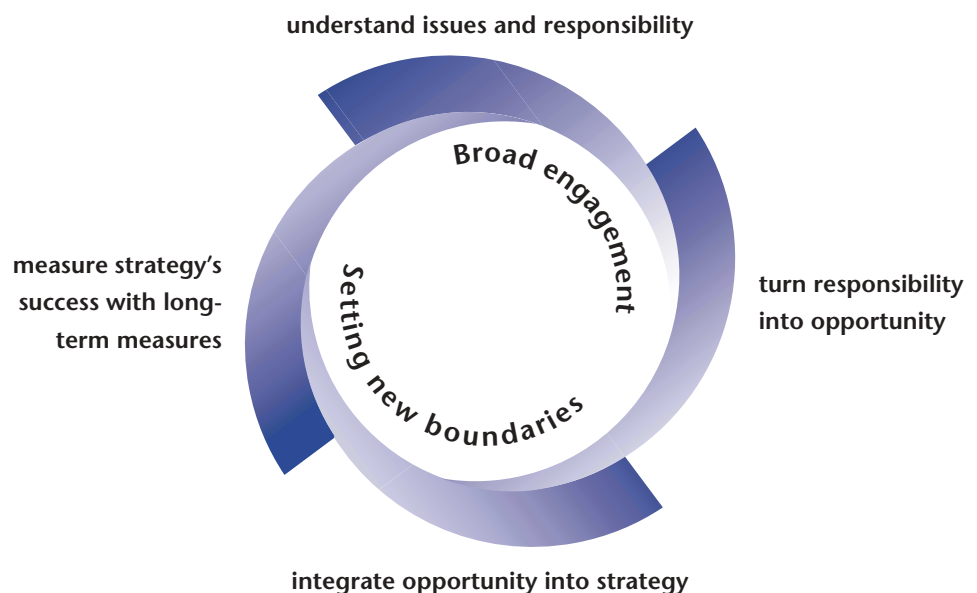 understand issues and responsibility
Broad engagement
turn responsibility
into opportunity
Setting new boundaries
measure strategy’s
success with long-
term measures
integrate opportunity into strategy